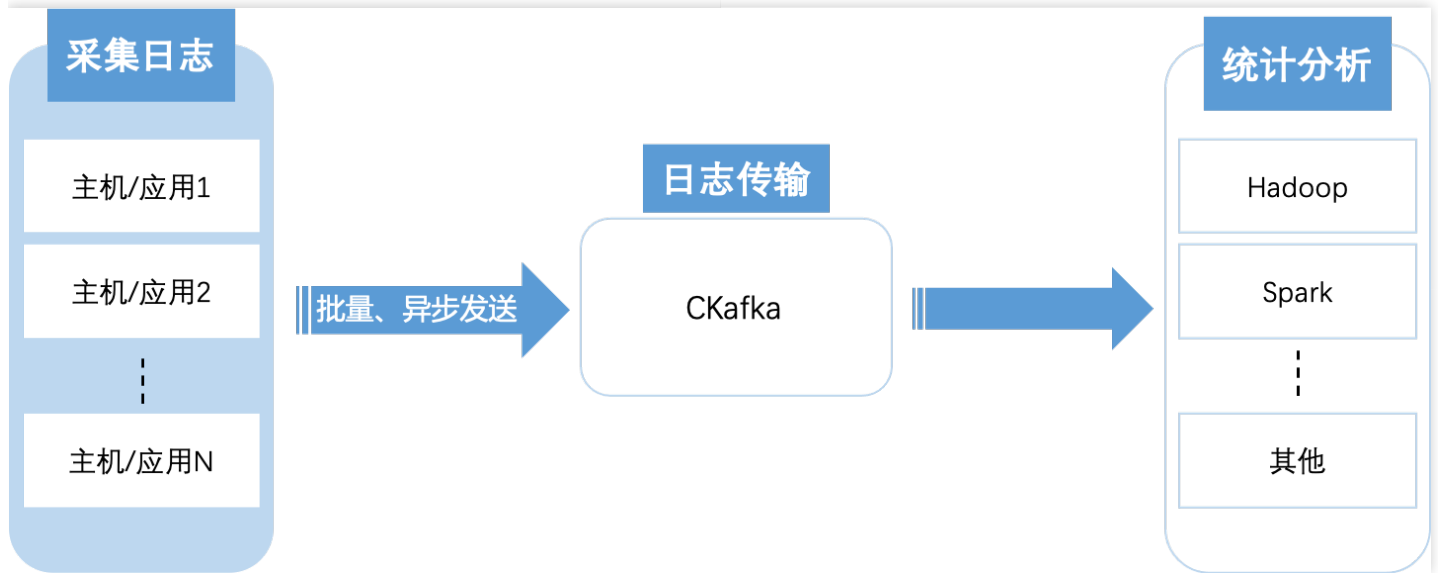 采集日志
主机/应用1
主机/应用2
主机/应用N
批量、异步发送
日志传输
CKafka
统计分析
Hadoop
Spark
其他